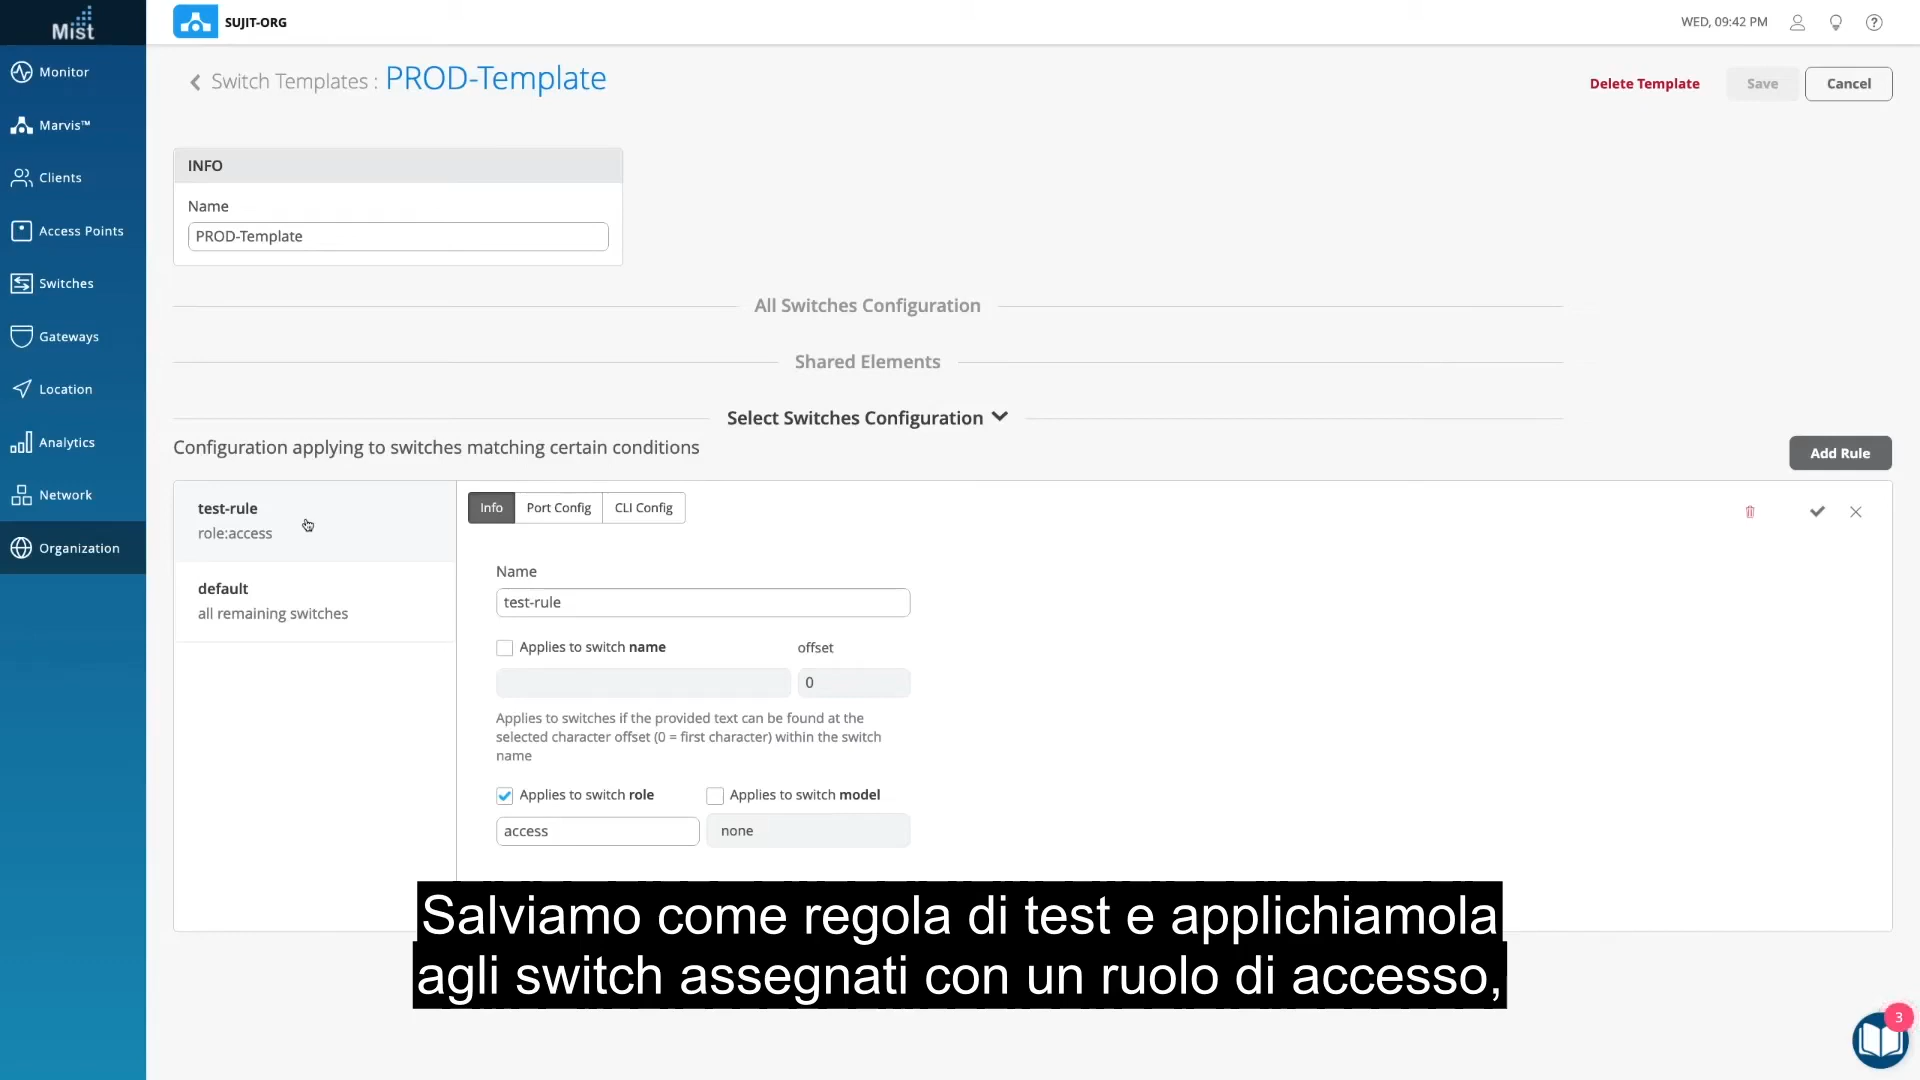 Mist
SUJIT-ORG
WED, 09:42 PM
Monitor
Marvis™
Clients
Access Points
Switches
Gateways
Location
Analytics
Network
Organization
Switch Templates : PROD-Template
Delete Template
Save
Cancel
INFO
Name
PROD-Template
All Switches Configuration
Shared Elements
Select Switches Configuration
Configuration applying to switches matching certain conditions
Add Rule
test-rule
role:access
default
all remaining switches
Info
Port Config
CLI Config
Name
test-rule
Applies to switch name
offset
0
Applies to switches if the provided text can be found at the
selected character offset (0 = first character) within the switch
name
Applies to switch role
Applies to switch model
access
none
Salviamo come regola di test e applichiamola
agli switch assegnati con un ruolo di accesso,
3